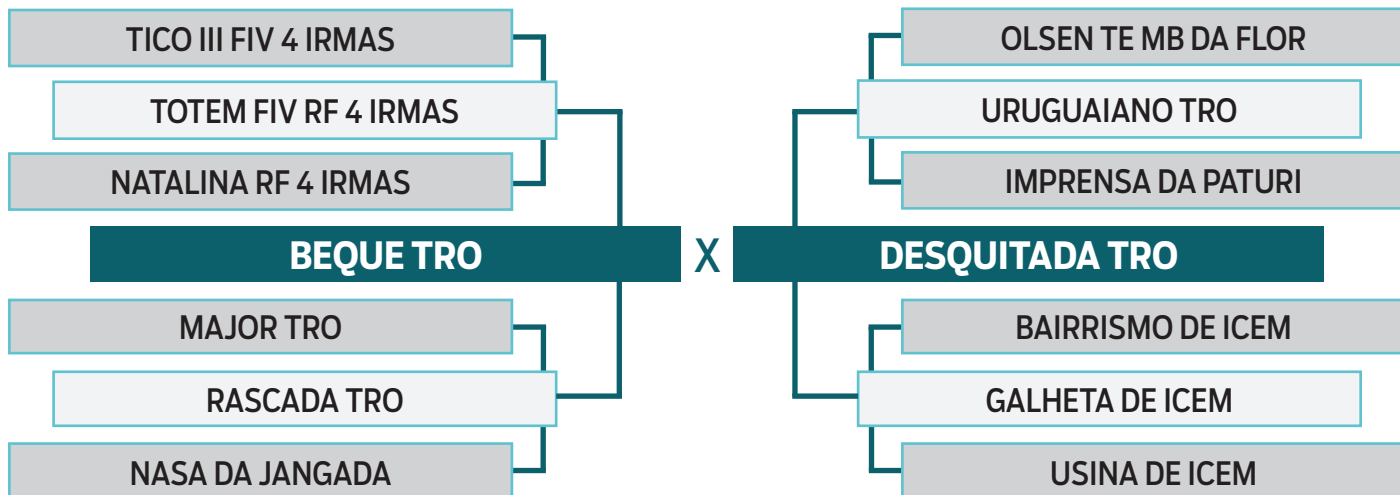 TICO III FIV 4 IRMAS
TOTEM FIV RF 4 IRMAS
NATALINA RF 4 IRMAS
OLSEN TE MB DA FLOR
URUGUAIANO TRO
IMPRENSA DA PATURI
BEQUE TRO X DESQUITADA TRO
MAJOR TRO
RASCADA TRO
NASA DA JANGADA
BAIRRISMO DE ICEM
GALHETA DE ICEM
USINA DE ICEM